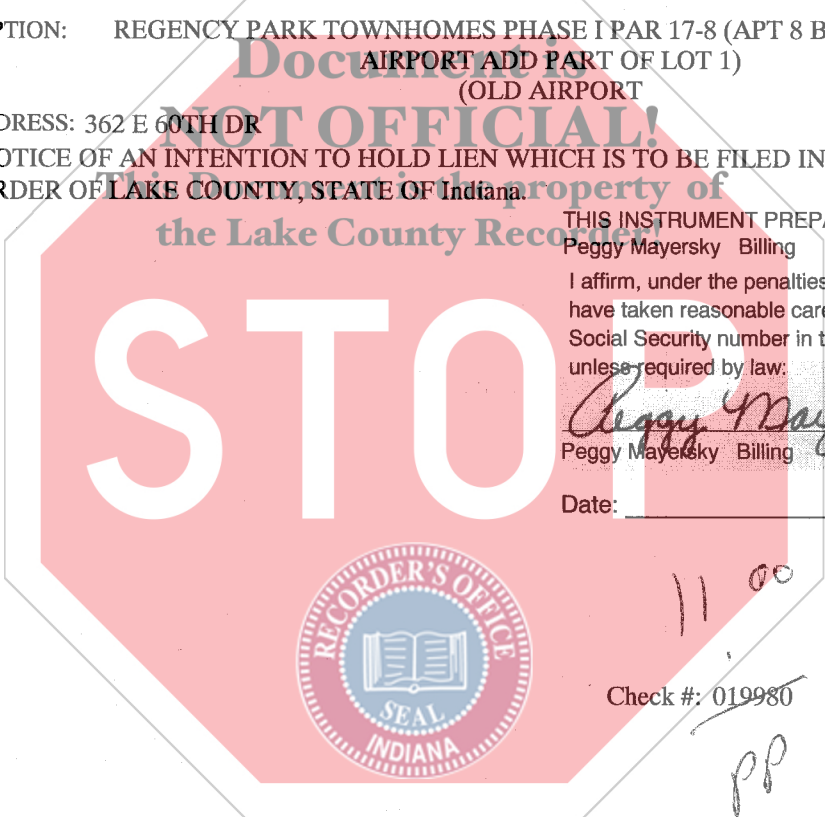 PTION: REGENCY PARK TOWNHOMES PHASE I PAR 17-8 (APT 8 B
AIRPORT ADD PART OF LOT 1)
(OLD AIRPORT
DRESS: 362 E 60TH DR
OTICE OF AN INTENTION TO HOLD LIEN WHICH IS TO BE FILED IN
RDER OF LAKE COUNTY, STATE OF Indiana.
Document is
NOT OFFICIAL!
This Document is the property of
the Lake County Recorder!
STOP
THIS INSTRUMENT PREPA
Peggy Mayersky Billing
I affirm, under the penalties
have taken reasonable care
Social Security number in t
unless required by law:
Peggy May
Peggy Mayersky Billing
Date:
11 00
Check #: 019980
PP
RECORDER'S OFFICE
SEAL
INDIANA